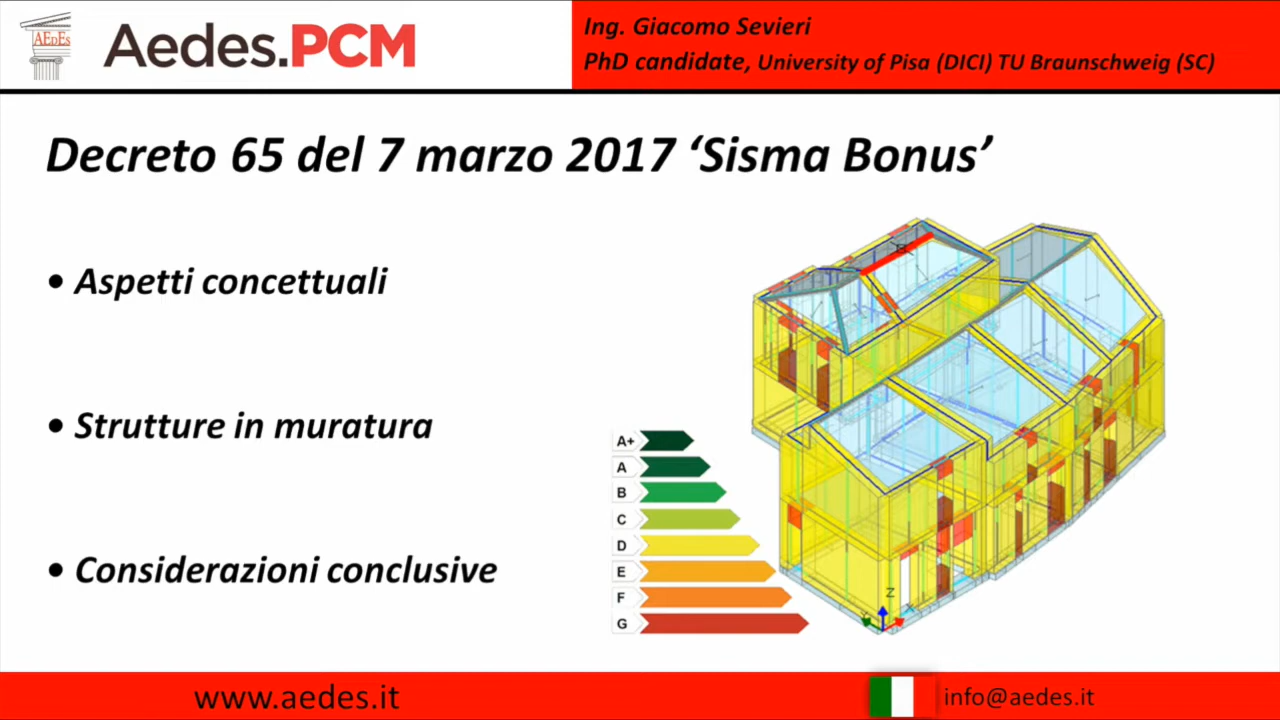 AEDES
Aedes.PCM
Ing. Giacomo Sevieri
PhD candidate, University of Pisa (DICI) TU Braunschweig (SC)
Decreto 65 del 7 marzo 2017 ‘Sisma Bonus’
• Aspetti concettuali
• Strutture in muratura
• Considerazioni conclusive
A+
A
B
C
D
E
F
G
Z
X
www.aedes.it
info@aedes.it